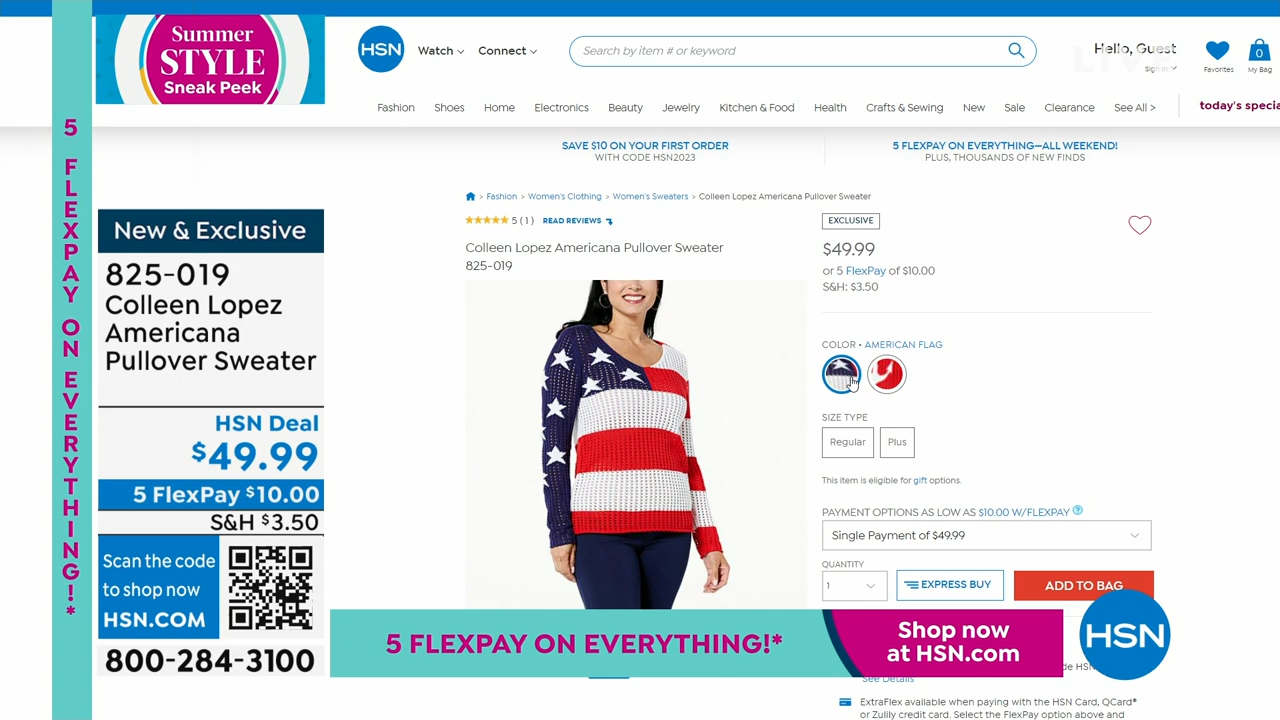 Summer
STYLE
Sneak Peek
5 FLEXPAY ON EVERYTHING!*
New & Exclusive
825-019
Colleen Lopez
Americana
Pullover Sweater
HSN Deal
$49.99
5 FlexPay $10.00
S&H $3.50
Scan the code
to shop now
HSN.COM
800-284-3100
HSN
Watch
Connect
Search by item # or keyword
LIVE
Hello, Guest
Sign In
Favorites
0
My Bag
Fashion
Shoes
Home
Electronics
Beauty
Jewelry
Kitchen & Food
Health
Crafts & Sewing
New
Sale
Clearance
See All >
today's specia
SAVE $10 ON YOUR FIRST ORDER
WITH CODE HSN2023
5 FLEXPAY ON EVERYTHING—ALL WEEKEND!
PLUS, THOUSANDS OF NEW FINDS
> Fashion > Women's Clothing > Women's Sweaters > Colleen Lopez Americana Pullover Sweater
5 (1) READ REVIEWS
Colleen Lopez Americana Pullover Sweater
825-019
EXCLUSIVE
$49.99
or 5 FlexPay of $10.00
S&H: $3.50
COLOR • AMERICAN FLAG
SIZE TYPE
Regular
Plus
This item is eligible for gift options.
PAYMENT OPTIONS AS LOW AS $10.00 W/FLEXPAY ?
Single Payment of $49.99
QUANTITY
1
EXPRESS BUY
ADD TO BAG
5 FLEXPAY ON EVERYTHING!*
Shop now
at HSN.com
HSN
See Details
ExtraFlex available when paying with the HSN Card, QCard®
or Zulily credit card. Select the FlexPay option above and